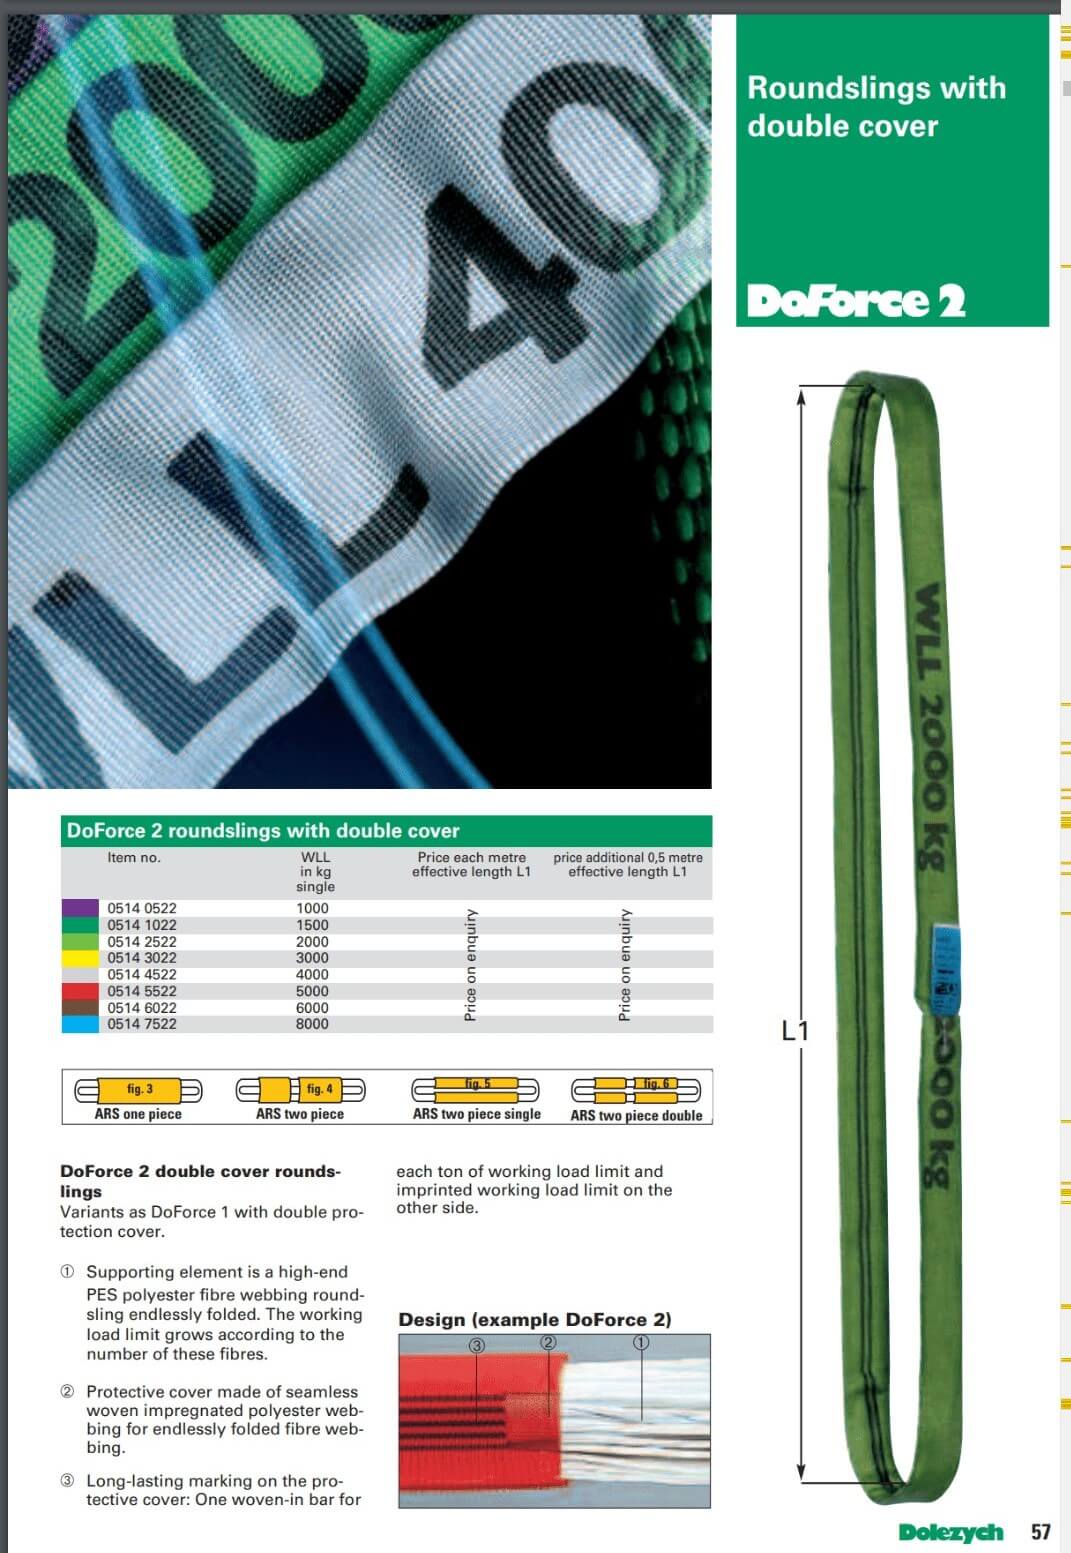 200
WLL 40
Roundslings with
double cover
DoForce 2
WLL 2000 kg
2000 kg
L1
DoForce 2 roundslings with double cover
Item no. WLL in kg single Price each metre effective length L1 price additional 0,5 metre effective length L1
0514 0522 1000
0514 1022 1500
0514 2522 2000
0514 3022 3000
0514 4522 4000
0514 5522 5000
0514 6022 6000
0514 7522 8000
Price on enquiry
Price on enquiry
fig. 3 fig. 4 fig. 5 fig. 6
ARS one piece ARS two piece ARS two piece single ARS two piece double
DoForce 2 double cover rounds-
lings
Variants as DoForce 1 with double pro-
tection cover.
① Supporting element is a high-end
PES polyester fibre webbing round-
sling endlessly folded. The working
load limit grows according to the
number of these fibres.
② Protective cover made of seamless
woven impregnated polyester web-
bing for endlessly folded fibre web-
bing.
③ Long-lasting marking on the pro-
tective cover: One woven-in bar for
each ton of working load limit and
imprinted working load limit on the
other side.
Design (example DoForce 2)
③ ② ①
Dolezych 57